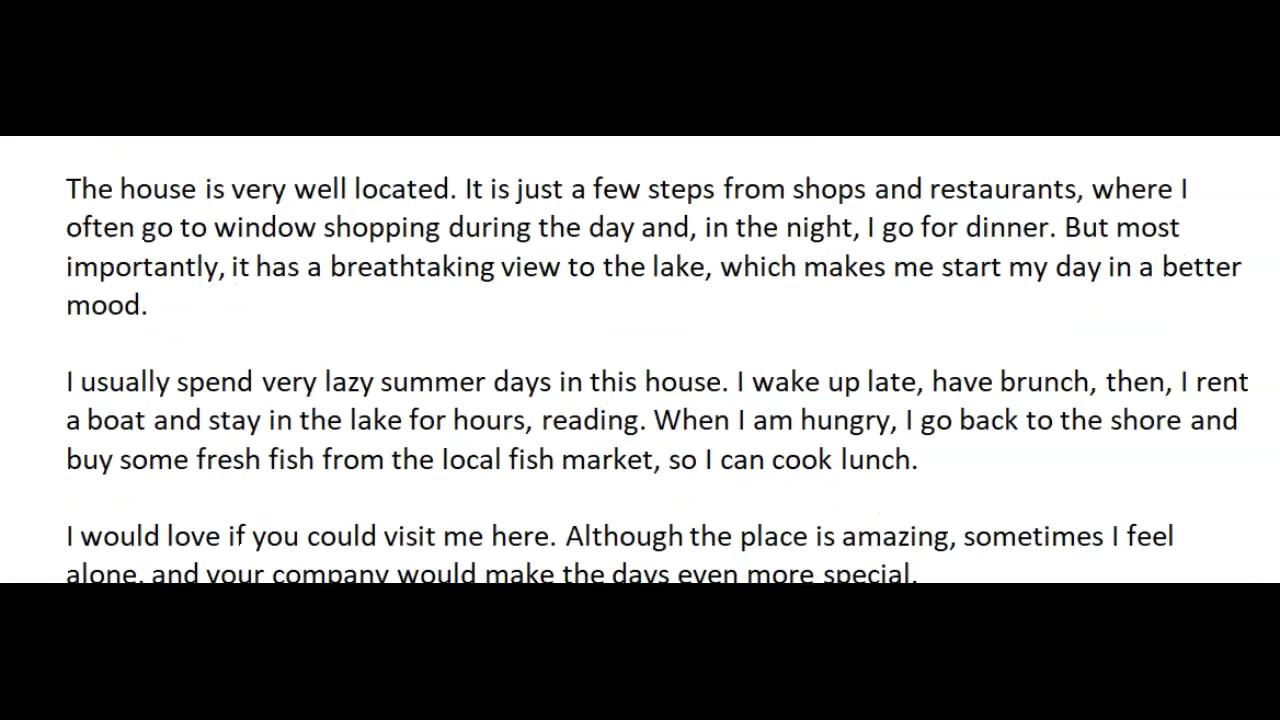 The house is very well located. It is just a few steps from shops and restaurants, where I
often go to window shopping during the day and, in the night, I go for dinner. But most
importantly, it has a breathtaking view to the lake, which makes me start my day in a better
mood.
I usually spend very lazy summer days in this house. I wake up late, have brunch, then, I rent
a boat and stay in the lake for hours, reading. When I am hungry, I go back to the shore and
buy some fresh fish from the local fish market, so I can cook lunch.
I would love if you could visit me here. Although the place is amazing, sometimes I feel
alone, and your company would make the days even more special.